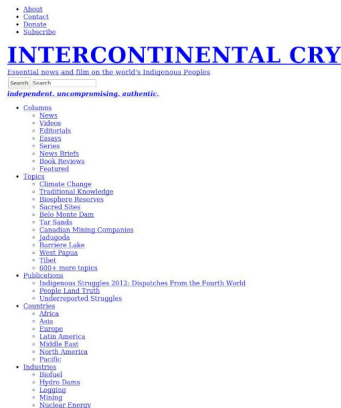 About
Contact
Donate
Subscribe
INTERCONTINENTAL CRY
Essential news and film on the world's Indigenous Peoples
Search Search
independent. uncompromising. authentic.
Columns
News
Videos
Editorials
Essays
Series
News Briefs
Book Reviews
Featured
Topics
Climate Change
Traditional Knowledge
Biosphere Reserves
Sacred Sites
Belo Monte Dam
Tar Sands
Canadian Mining Companies
Jadugoda
Barriere Lake
West Papua
Tibet
600+ more topics
Publications
Indigenous Struggles 2012: Dispatches From the Fourth World
People Land Truth
Underreported Struggles
Countries
Africa
Asia
Europe
Latin America
Middle East
North America
Pacific
Industries
Biofuel
Hydro Dams
Logging
Mining
Nuclear Energy